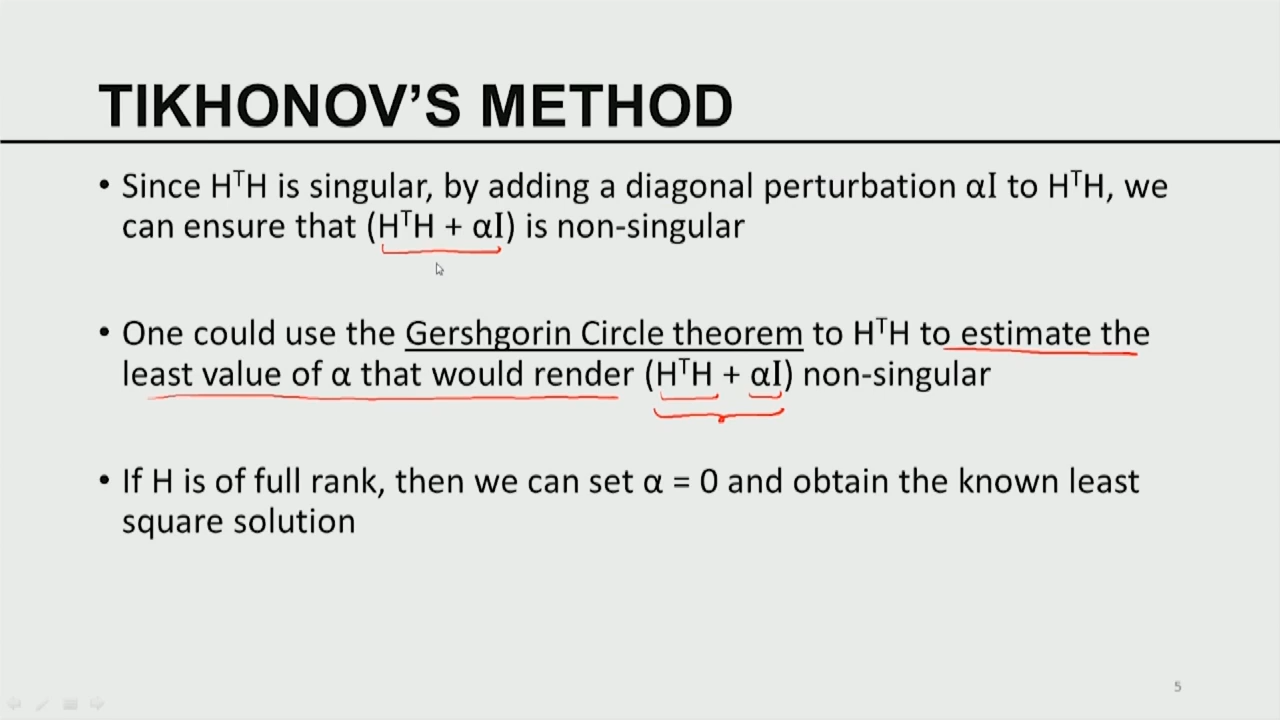 TIKHONOV’S METHOD
• Since HᵀH is singular, by adding a diagonal perturbation αI to HᵀH, we
can ensure that (HᵀH + αI) is non-singular
• One could use the Gershgorin Circle theorem to HᵀH to estimate the
least value of α that would render (HᵀH + αI) non-singular
• If H is of full rank, then we can set α = 0 and obtain the known least
square solution
5